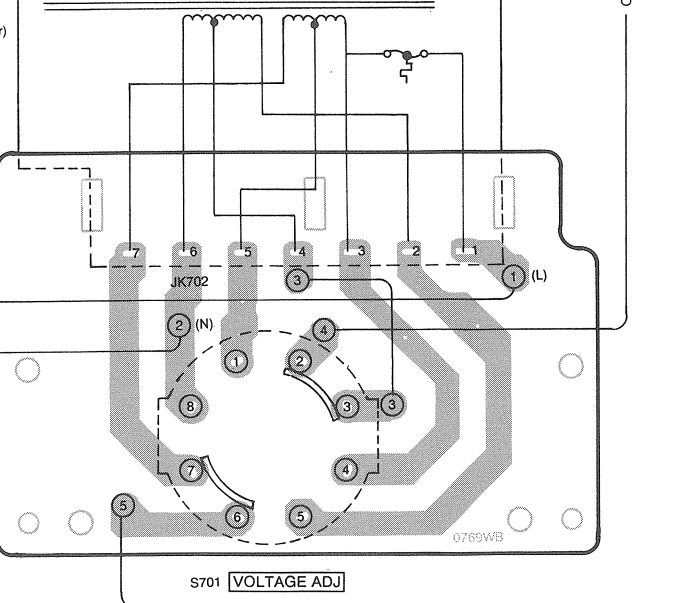 r)
7 6 5 4 3 2 1
JK702
3
1 (L)
2 (N)
4
1 2
8 3 3
7 4
5 6 5
0769WB
S701 VOLTAGE ADJ